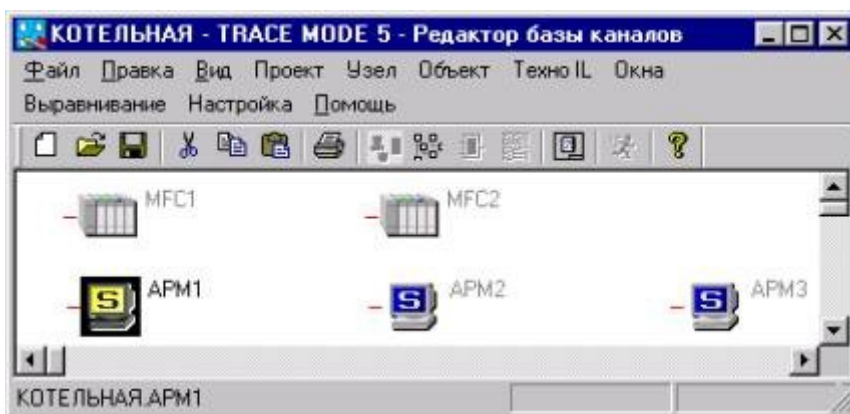 КОТЕЛЬНАЯ - TRACE MODE 5 - Редактор базы каналов
Файл Правка Вид Проект Узел Объект Техно IL Окна
Выравнивание Настройка Помощь
MFC1 MFC2
АРМ1 АРМ2 АРМ3
КОТЕЛЬНАЯ.АРМ1